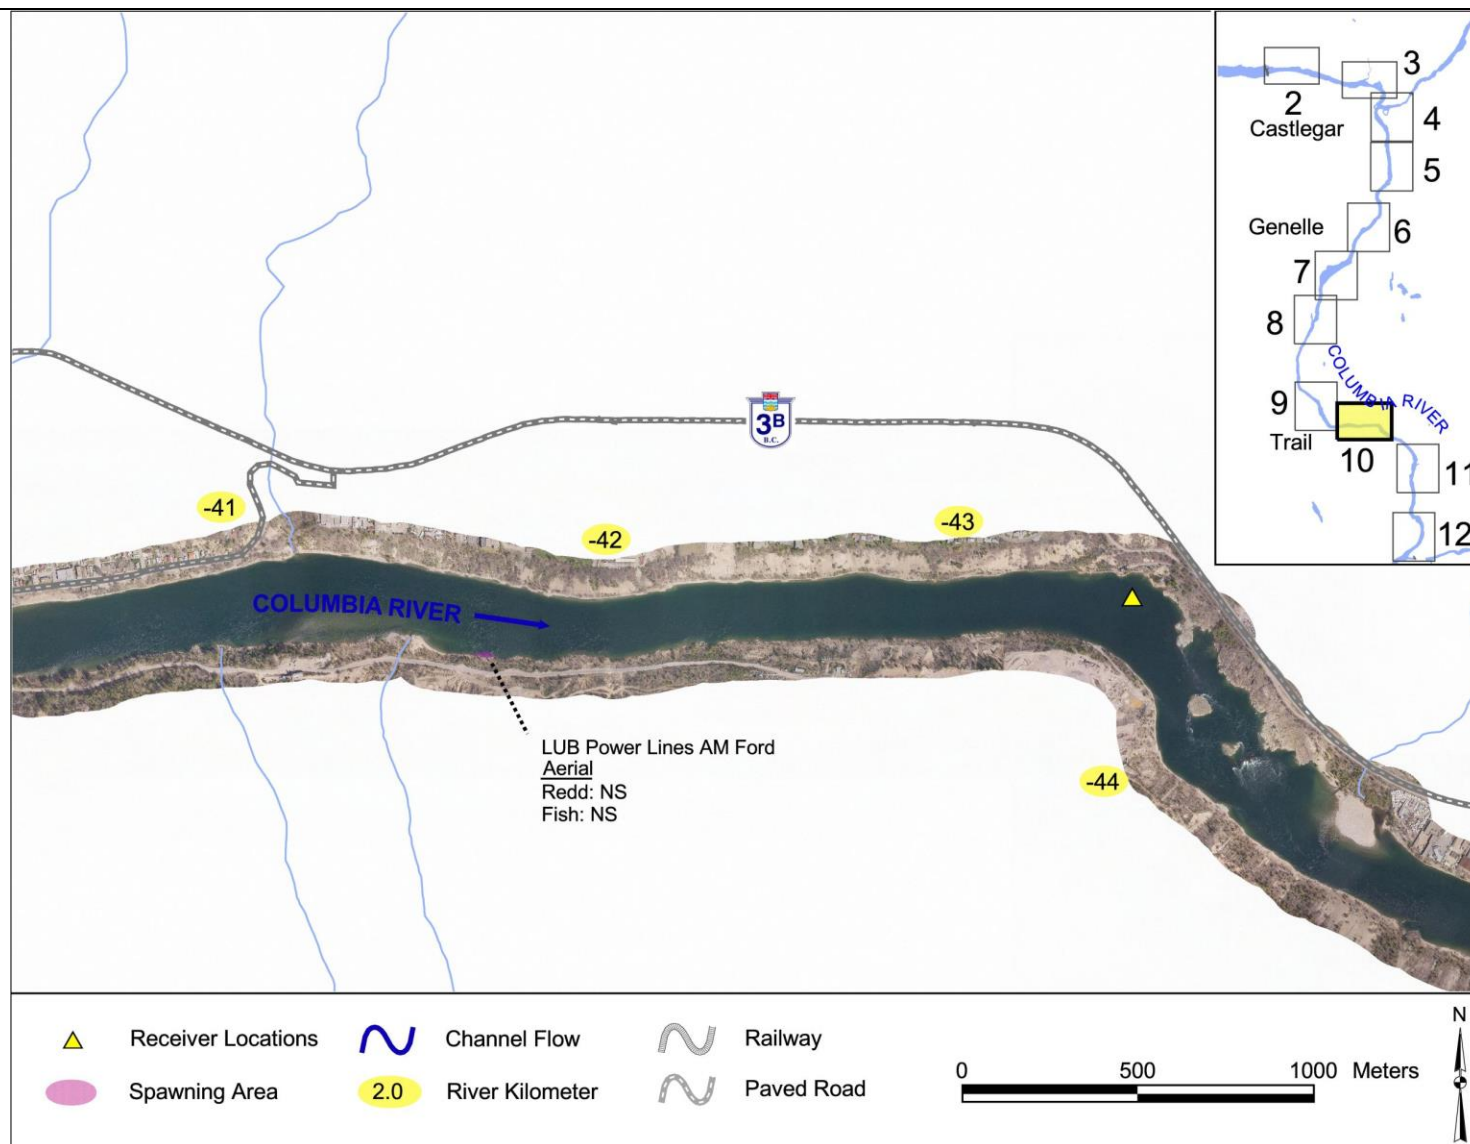 3
2
Castlegar
4
5
Genelle
6
7
8
COLUMBIA RIVER
9
Trail
10
11
12
3B
B.C.
-41
-42
-43
COLUMBIA RIVER
LUB Power Lines AM Ford
Aerial
Redd: NS
Fish: NS
-44
Receiver Locations
Channel Flow
Railway
Spawning Area
2.0
River Kilometer
Paved Road
0 500 1000 Meters
N